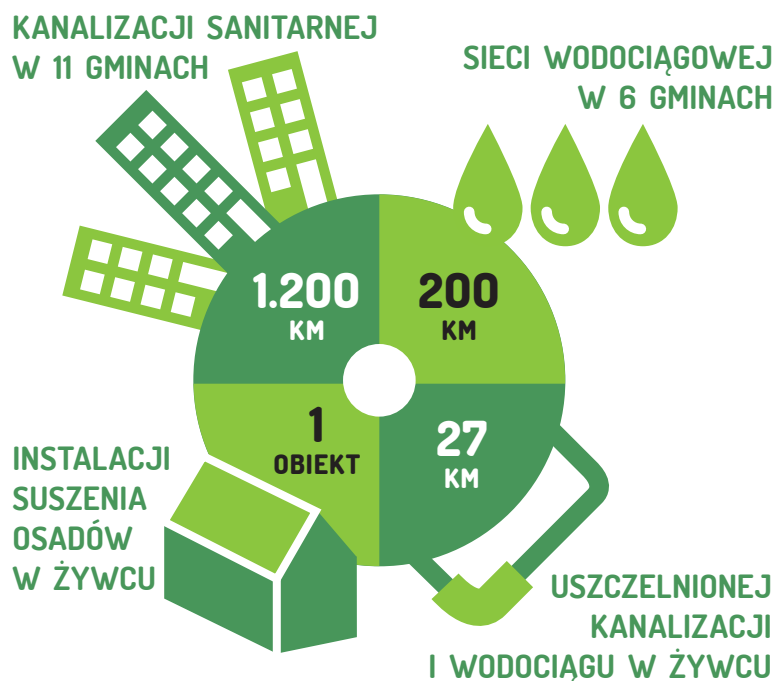 KANALIZACJI SANITARNEJ
W 11 GMINACH
SIECI WODOCIĄGOWEJ
W 6 GMINACH
1.200
KM
200
KM
1
OBIEKT
27
KM
INSTALACJI
SUSZENIA
OSADÓW
W ŻYWCU
USZCZELNIONEJ
KANALIZACJI
I WODOCIĄGU W ŻYWCU